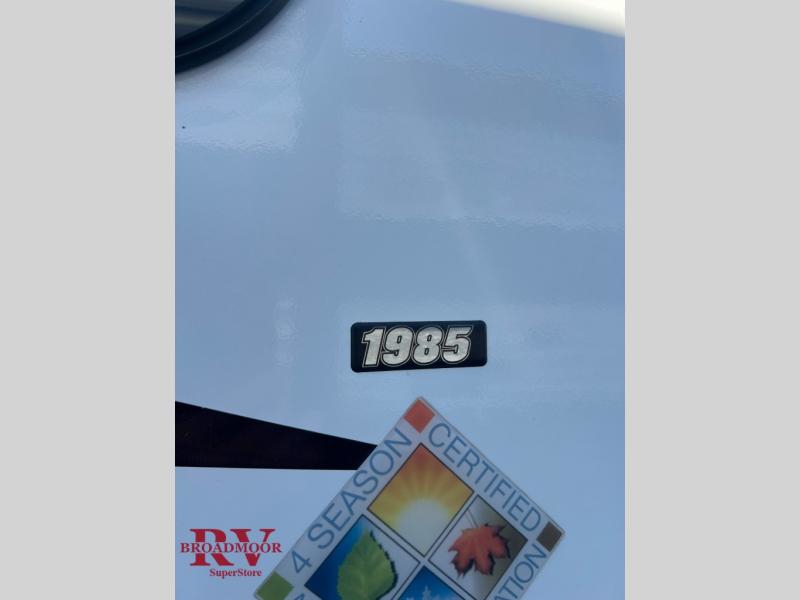 1985
4 SEASON
CERTIFIED
RV
BROADMOOR
SuperStore